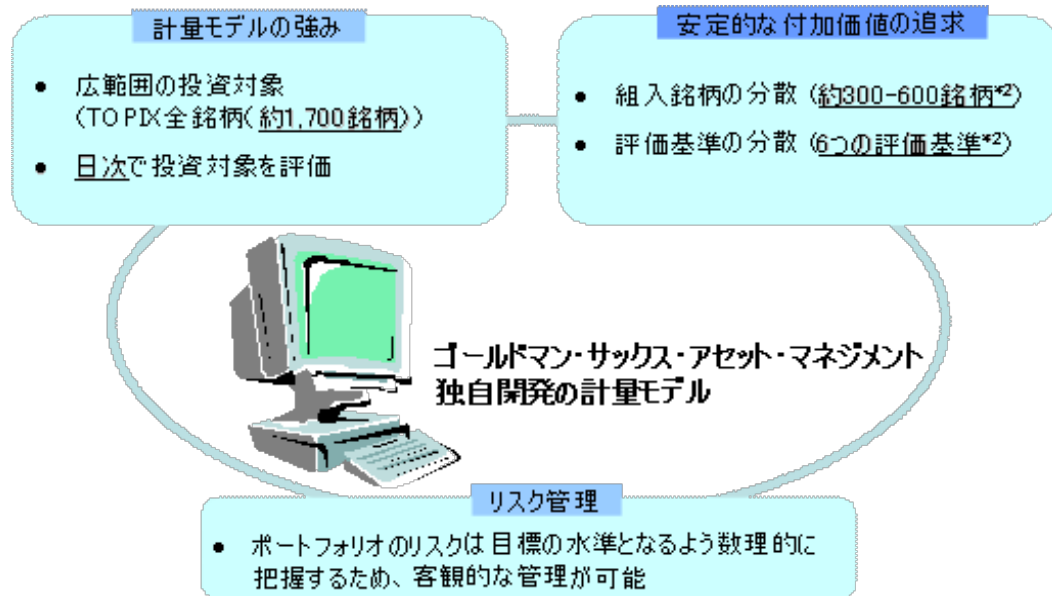 計量モデルの強み
● 広範囲の投資対象
(TOPIX全銘柄(約1,700銘柄))
● 日次で投資対象を評価
安定的な付加価値の追求
● 組入銘柄の分散 (約300-600銘柄*2)
● 評価基準の分散 (6つの評価基準*2)
ゴールドマン・サックス・アセット・マネジメント
独自開発の計量モデル
リスク管理
● ポートフォリオのリスクは目標の水準となるよう数理的に
把握するため、客観的な管理が可能